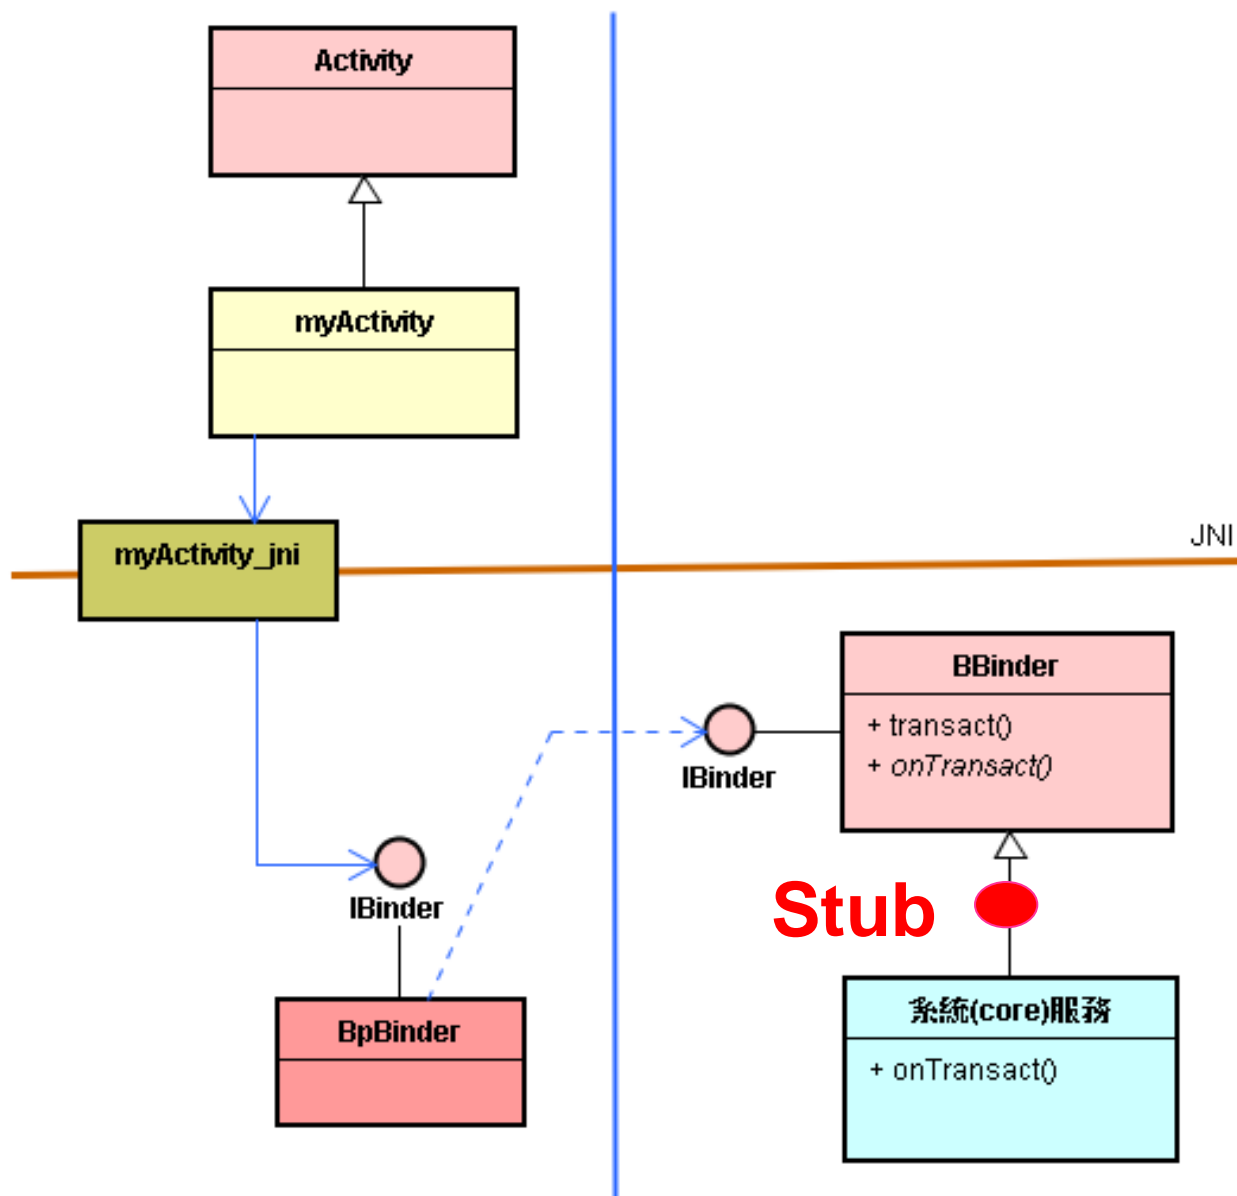 Activity
myActivity
myActivity_jni
JNI
BBinder
+ transact()
+ onTransact()
IBinder
IBinder
Stub
BpBinder
系統(core)服務
+ onTransact()